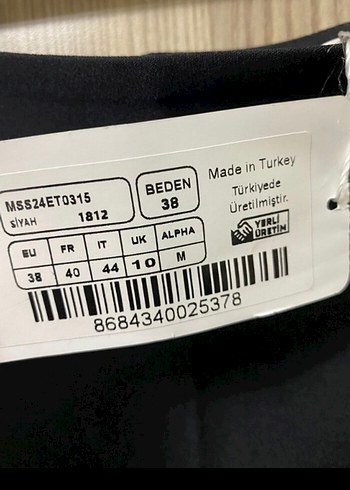 MSS24ET0315
SİYAH 1812
BEDEN
38
Made in Turkey
Türkiyede
Üretilmiştir.
YERLİ
ÜRETİM
EU FR IT UK ALPHA
38 40 44 10 M
8684340025378